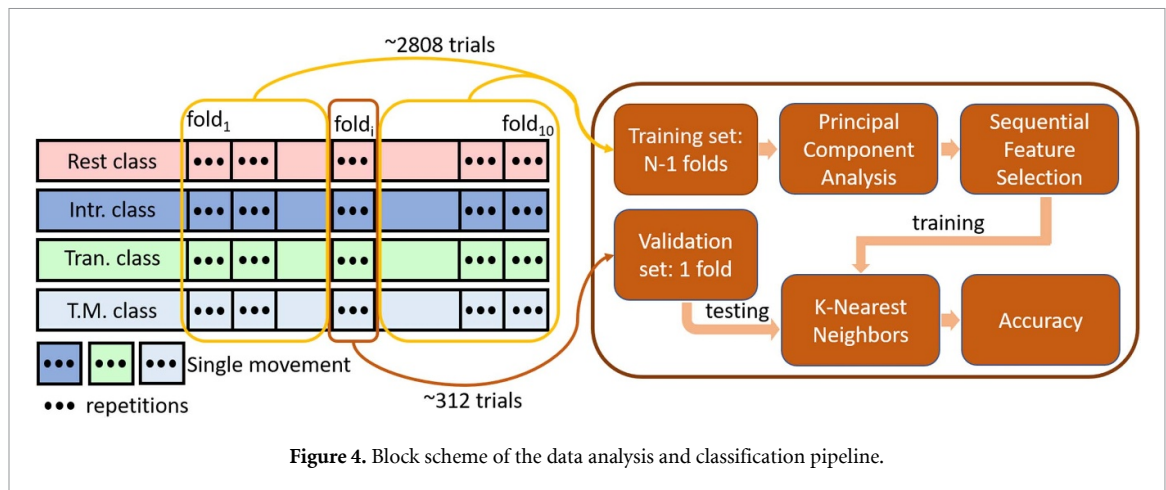 ~2808 trials
fold1
foldi
fold10
Rest class
Intr. class
Tran. class
T.M. class
Single movement
••• repetitions
~312 trials
Training set:
N-1 folds
Principal
Component
Analysis
Sequential
Feature
Selection
training
Validation
set: 1 fold
testing
K-Nearest
Neighbors
Accuracy
Figure 4. Block scheme of the data analysis and classification pipeline.